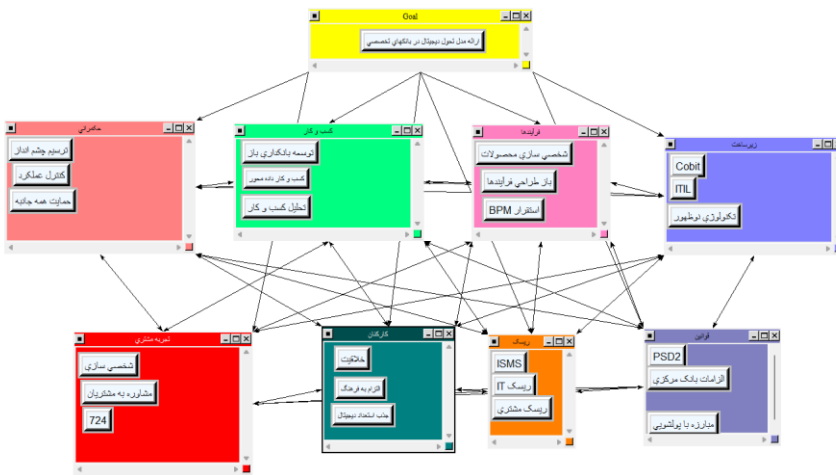 Goal
ارائه مدل تحول دیجیتال در بانکهای تخصصی
حکمرانی
ترسیم چشم انداز
کنترل عملکرد
حمایت همه جانبه
کسب و کار
توسعه بانکداری باز
کسب و کار داده محور
تحلیل کسب و کار
فرآیندها
شخصی سازی محصولات
باز طراحی فرآیندها
استقرار BPM
زیرساخت
Cobit
ITIL
تکنولوژی نوظهور
تجربه مشتری
شخصی سازی
مشاوره به مشتریان
724
کارکنان
خلاقیت
التزام به فرهنگ
جذب استعداد دیجیتال
ریسک
ISMS
ریسک IT
ریسک مشتری
قوانین
PSD2
الزامات بانک مرکزی
مبارزه با پولشویی